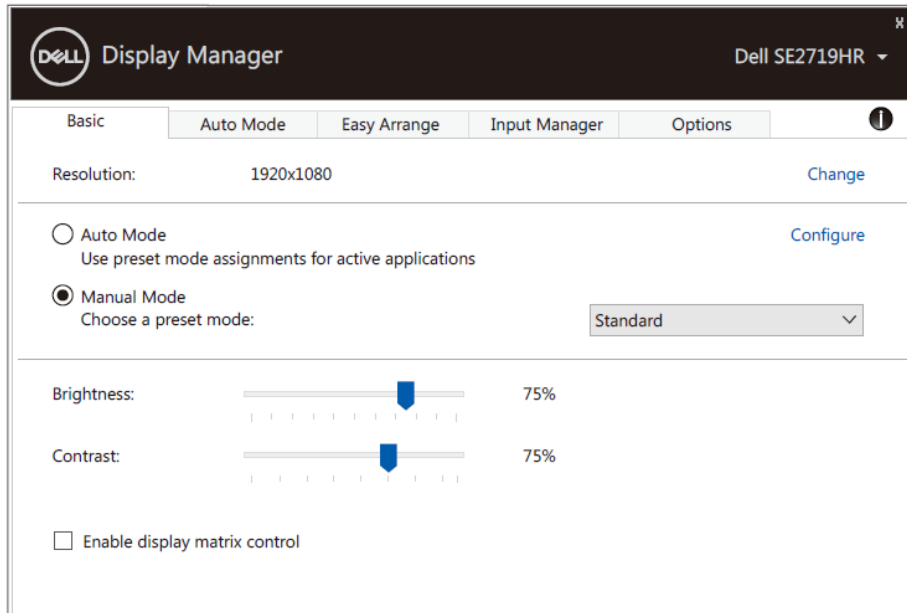 X
DELL Display Manager
Dell SE2719HR
Basic Auto Mode Easy Arrange Input Manager Options i
Resolution: 1920x1080 Change
Auto Mode Configure
Use preset mode assignments for active applications
Manual Mode
Choose a preset mode: Standard
Brightness: 75%
Contrast: 75%
Enable display matrix control